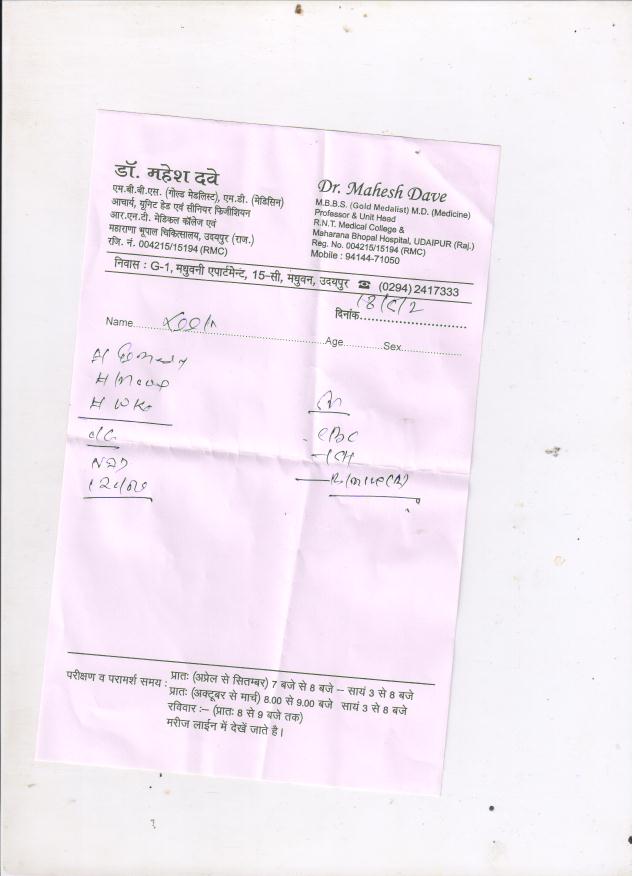 डॉ. महेश दवे
एम.बी.बी.एस. (गोल्ड मेडलिस्ट), एम.डी. (मेडिसिन)
आचार्य, यूनिट हेड एवं सीनियर फिजीशियन
आर.एन.टी. मेडिकल कॉलेज एवं
महाराणा भूपाल चिकित्सालय, उदयपुर (राज.)
रजि. नं. 004215/15194 (RMC)
Dr. Mahesh Dave
M.B.B.S. (Gold Medalist) M.D. (Medicine)
Professor & Unit Head
R.N.T. Medical College &
Maharana Bhopal Hospital, UDAIPUR (Raj.)
Reg. No. 004215/15194 (RMC)
Mobile : 94144-71050
निवास : G-1, मधुवनी एपार्टमेन्ट, 15-सी, मधुवन, उदयपुर ☎ (0294) 2417333
दिनांक
Name Age Sex
CBC
परीक्षण व परामर्श समय : प्रातः (अप्रेल से सितम्बर) 7 बजे से 8 बजे – सायं 3 से 8 बजे
प्रातः (अक्टूबर से मार्च) 8.00 से 9.00 बजे सायं 3 से 8 बजे
रविवार :– (प्रातः 8 से 9 बजे तक)
मरीज लाईन में देखें जाते है।